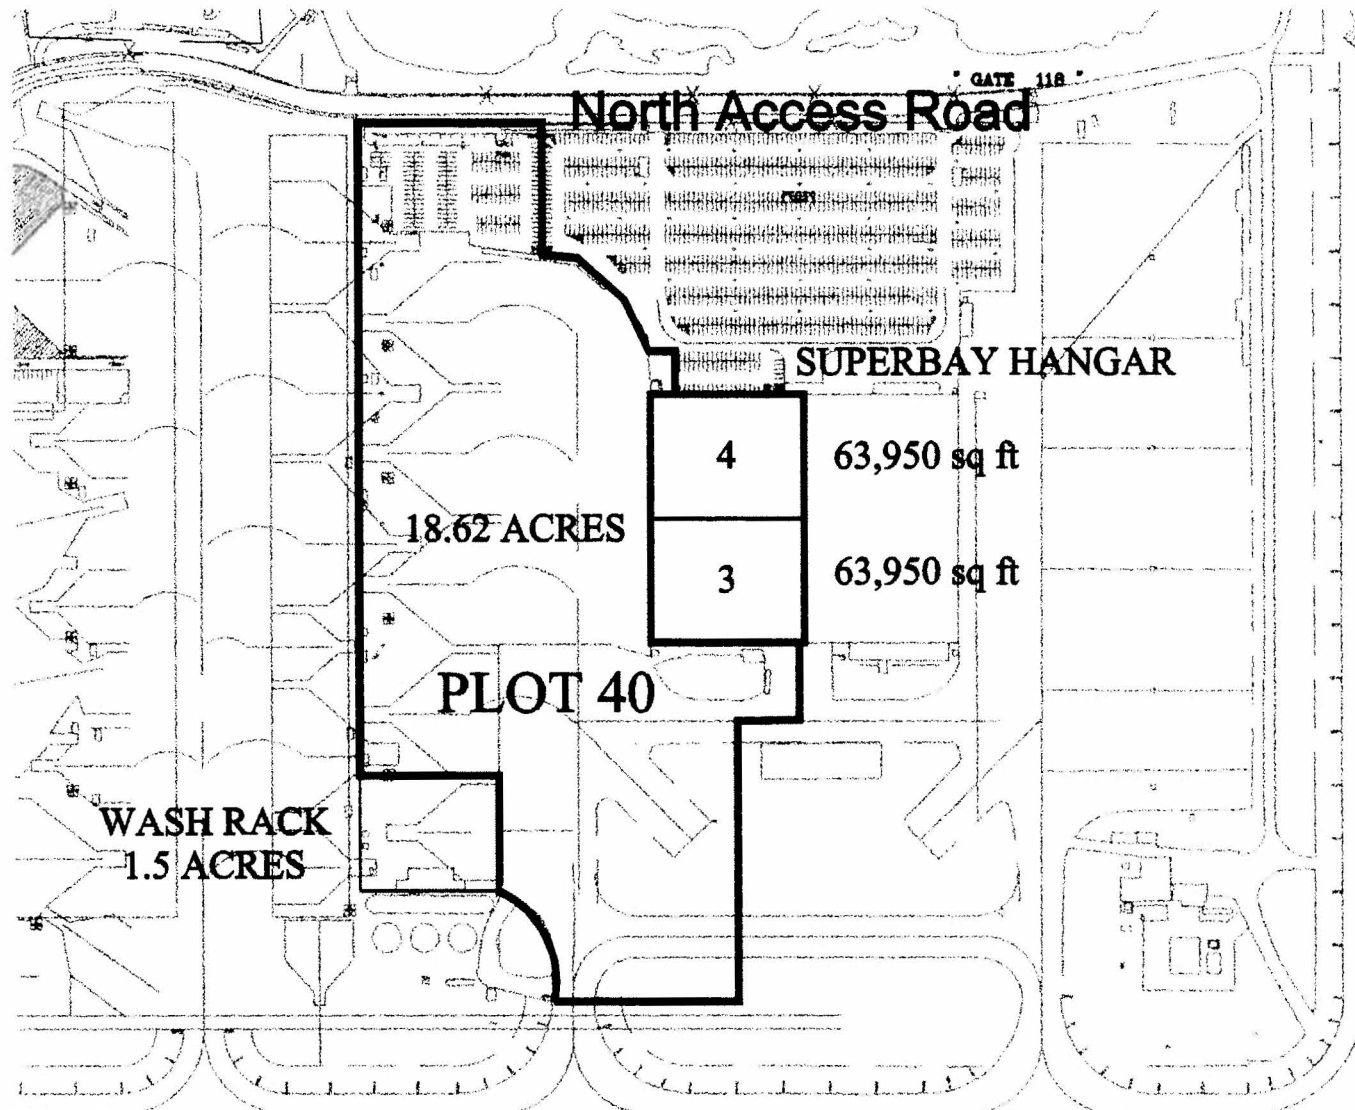 " GATE 118 "
North Access Road
SUPERBAY HANGAR
4
63,950 sq ft
18.62 ACRES
3
63,950 sq ft
PLOT 40
WASH RACK
1.5 ACRES